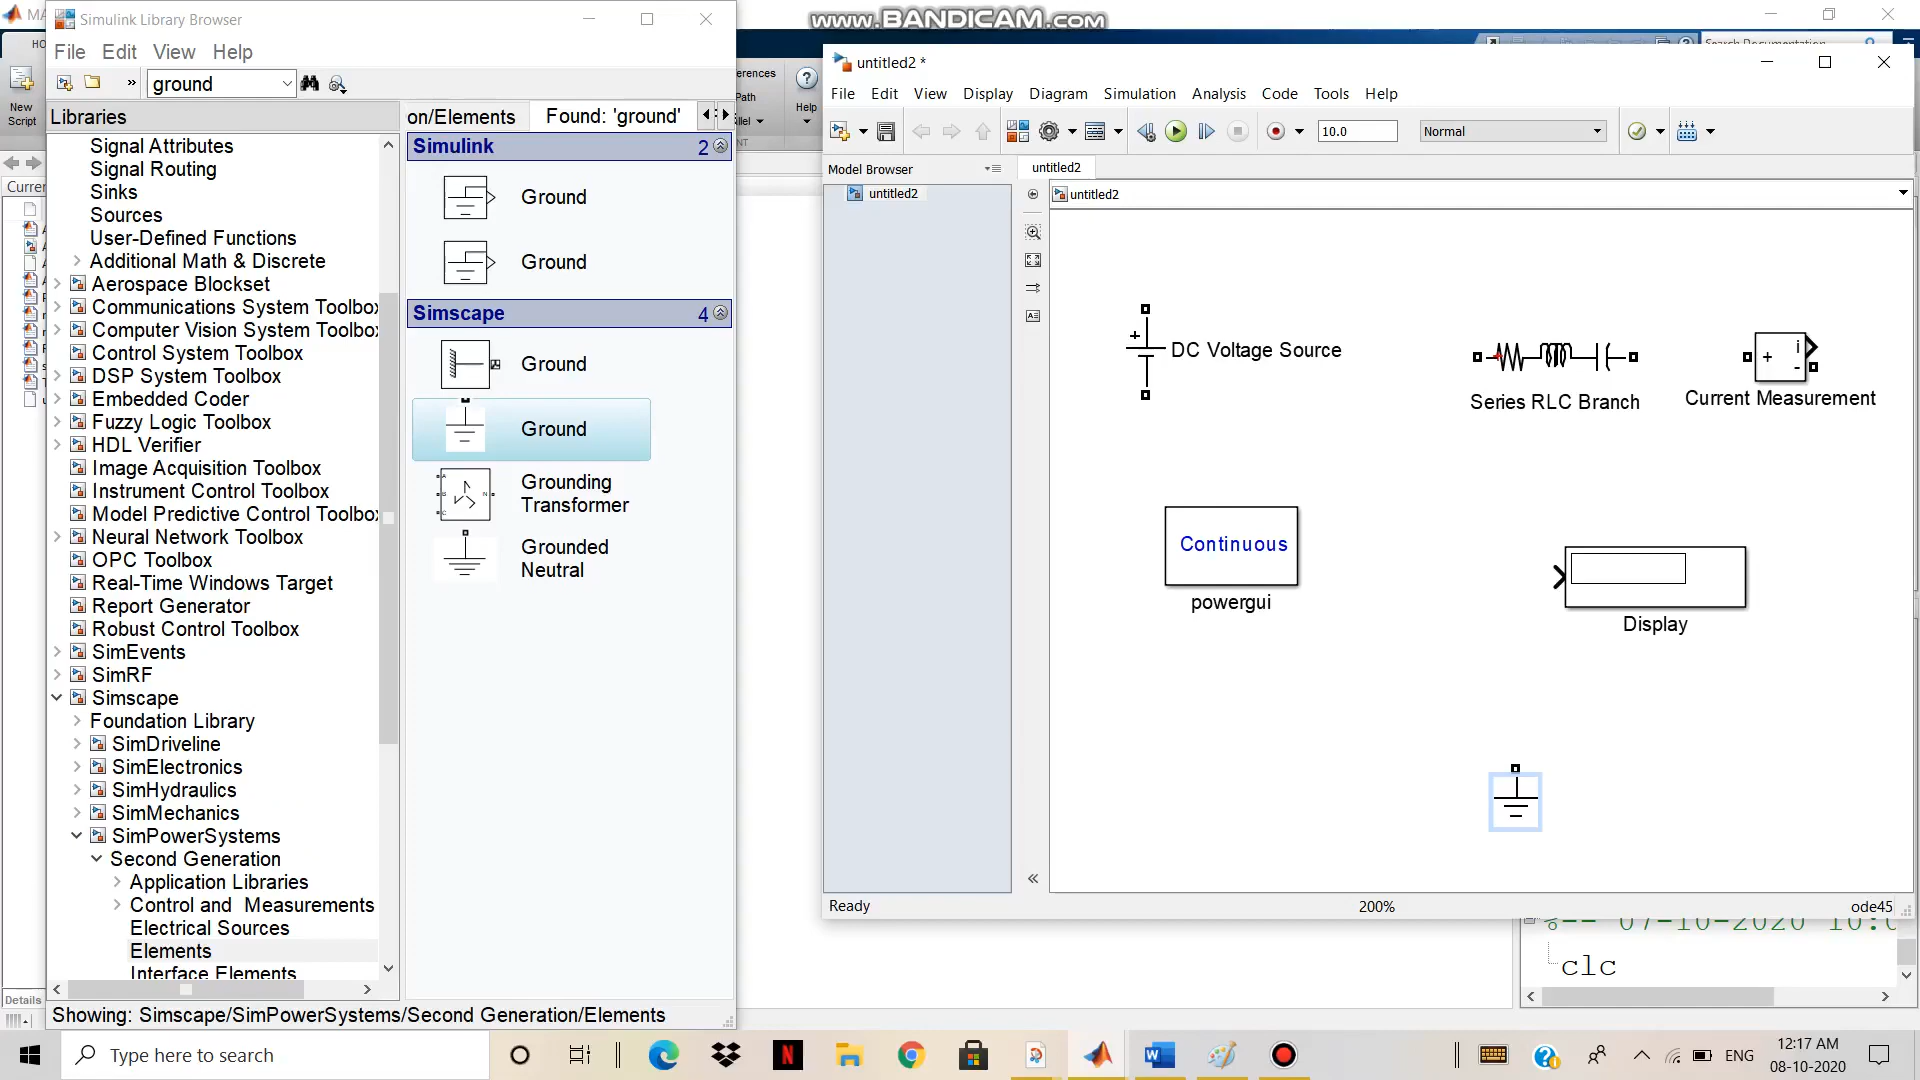 www.BANDICAM.com
Simulink Library Browser
File Edit View Help
ground
Libraries
Signal Attributes
Signal Routing
Sinks
Sources
User-Defined Functions
Additional Math & Discrete
Aerospace Blockset
Communications System Toolbox
Computer Vision System Toolbox
Control System Toolbox
DSP System Toolbox
Embedded Coder
Fuzzy Logic Toolbox
HDL Verifier
Image Acquisition Toolbox
Instrument Control Toolbox
Model Predictive Control Toolbox
Neural Network Toolbox
OPC Toolbox
Real-Time Windows Target
Report Generator
Robust Control Toolbox
SimEvents
SimRF
Simscape
Foundation Library
SimDriveline
SimElectronics
SimHydraulics
SimMechanics
SimPowerSystems
Second Generation
Application Libraries
Control and Measurements
Electrical Sources
Elements
Interface Elements
on/Elements Found: 'ground'
Simulink 2
Ground
Ground
Simscape 4
Ground
Ground
Grounding
Transformer
Grounded
Neutral
Showing: Simscape/SimPowerSystems/Second Generation/Elements
New
Script
Details
Help
Search Documentation
untitled2 *
File Edit View Display Diagram Simulation Analysis Code Tools Help
10.0 Normal
Model Browser
untitled2
untitled2
untitled2
+
DC Voltage Source
Series RLC Branch
+ i -
Current Measurement
Continuous
powergui
Display
Ready 200% ode45
clc
Type here to search
ENG
12:17 AM
08-10-2020